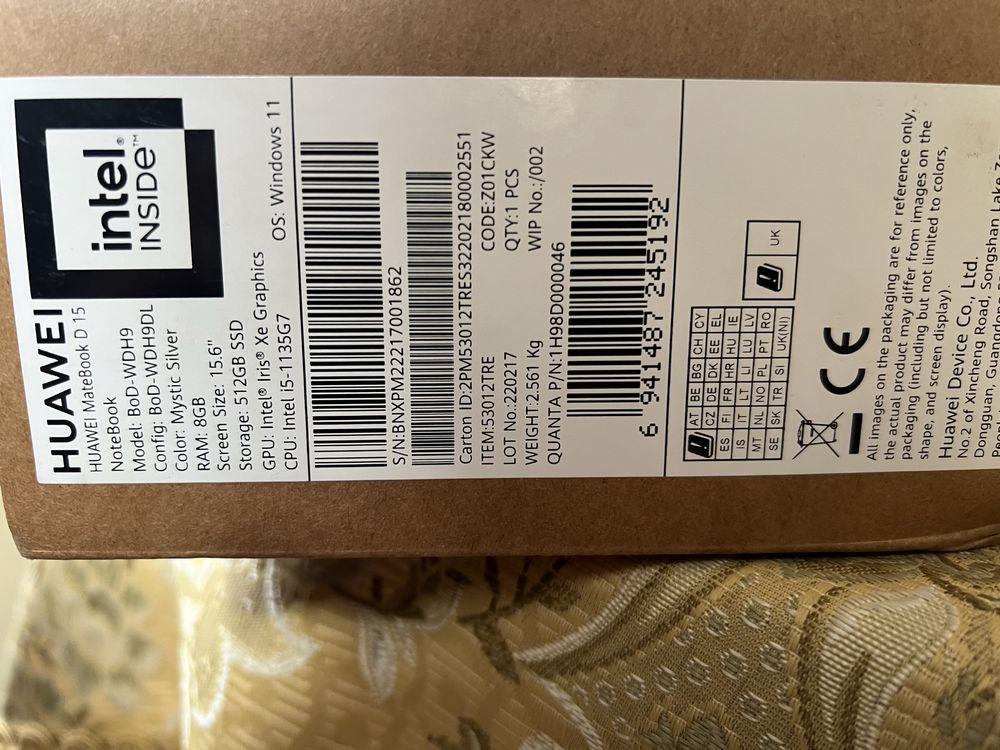 HUAWEI
HUAWEI MateBook D 15
NoteBook
Model: BoD-WDH9
Config: BoD-WDH9DL
Color: Mystic Silver
RAM: 8GB
Screen Size: 15.6"
Storage: 512GB SSD
GPU: Intel® Iris® Xe Graphics
CPU: Intel i5-1135G7
OS: Windows 11
intel®
INSIDE™
S/N:BNXPM22217001862
Carton ID:2PM53012TRE532202180002551
ITEM:53012TRE
CODE:Z01CKW
LOT No.:220217
QTY:1 PCS
WEIGHT:2.561 Kg
WIP No.:/002
QUANTA P/N:1H98D000046
6 941487 245192
AT BE BG CH CY
CZ DE DK EE EL
ES FI FR HR HU IE
IS IT LT LI LU LV
MT NL NO PL PT RO
SE SK TR SI UK(NI)
UK
CE
All images on the packaging are for reference only,
the actual product may differ from images on the
packaging (including but not limited to colors,
shape, and screen display).
Huawei Device Co., Ltd.
No.2 of Xincheng Road, Songshan Lake
Dongguan, Guangdong